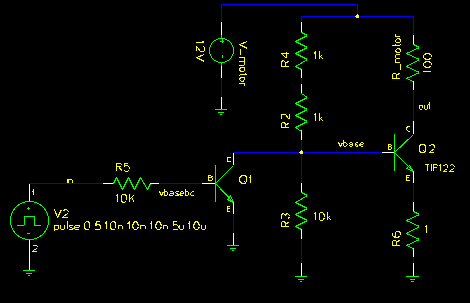 12V
V_motor
R4
1k
R_motor
100
out
R2
1k
vbase
C
B
Q2
TIP122
E
R5
in
10K
vbasebc
C
B
Q1
E
R3
10k
R6
1
1
V2
pulse 0 5 10n 10n 10n 5u 10u
2